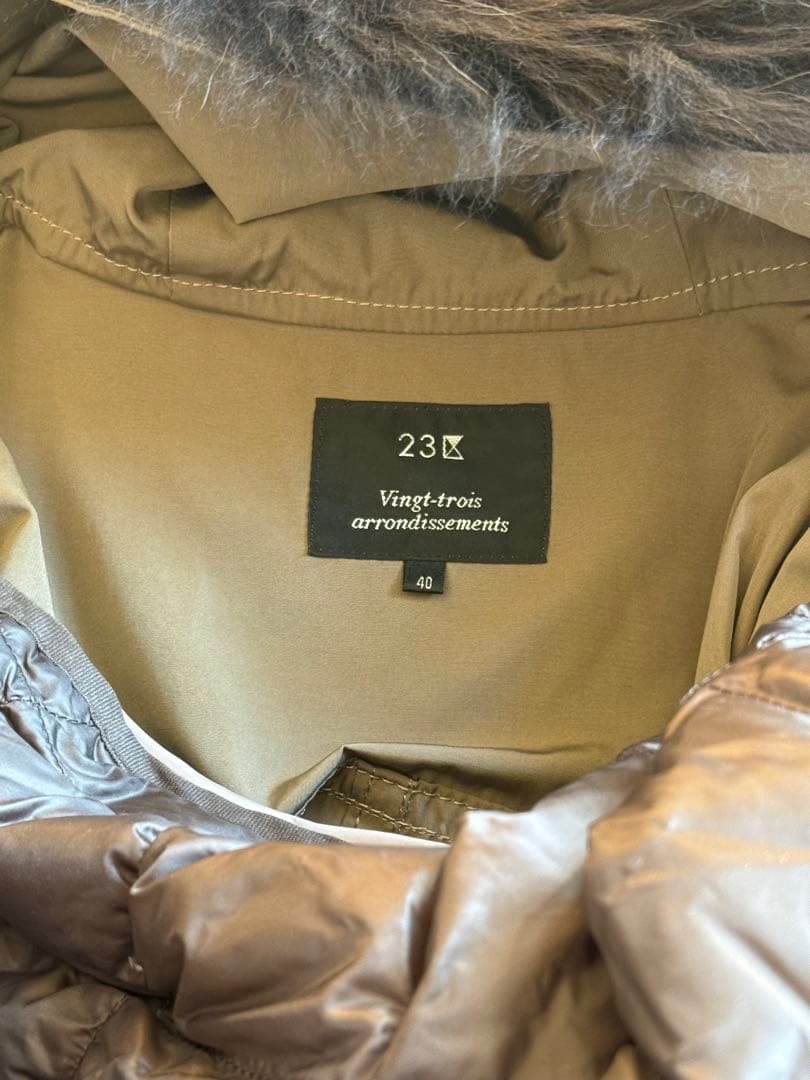 23区
Vingt-trois
arrondissements
40